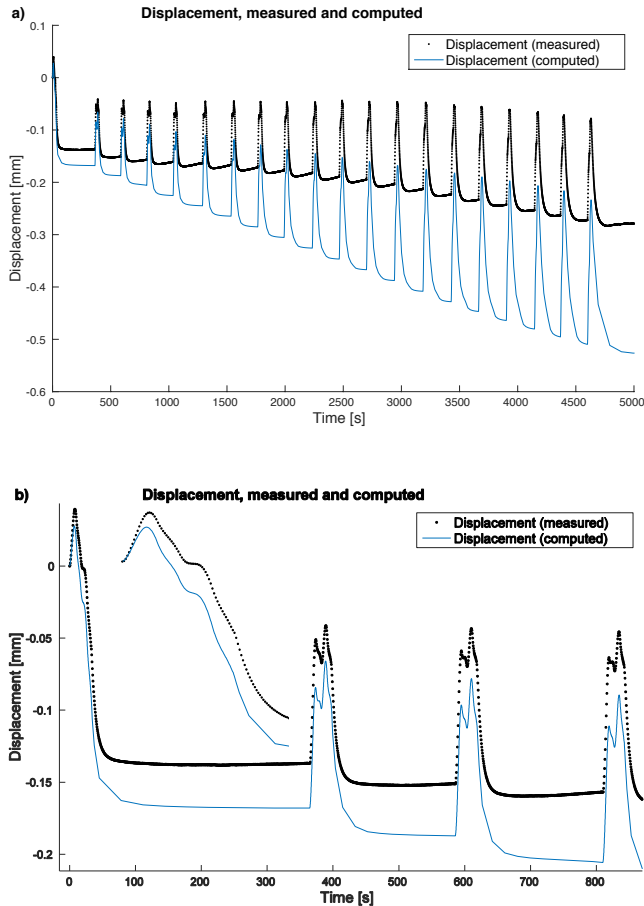 a)
Displacement, measured and computed
Displacement (measured)
Displacement (computed)
0.1
0
-0.1
-0.2
-0.3
-0.4
-0.5
-0.6
Displacement [mm]
0
500
1000
1500
2000
2500
3000
3500
4000
4500
5000
Time [s]
b)
Displacement, measured and computed
Displacement (measured)
Displacement (computed)
0
-0.05
-0.1
-0.15
-0.2
Displacement [mm]
0
100
200
300
400
500
600
700
800
Time [s]